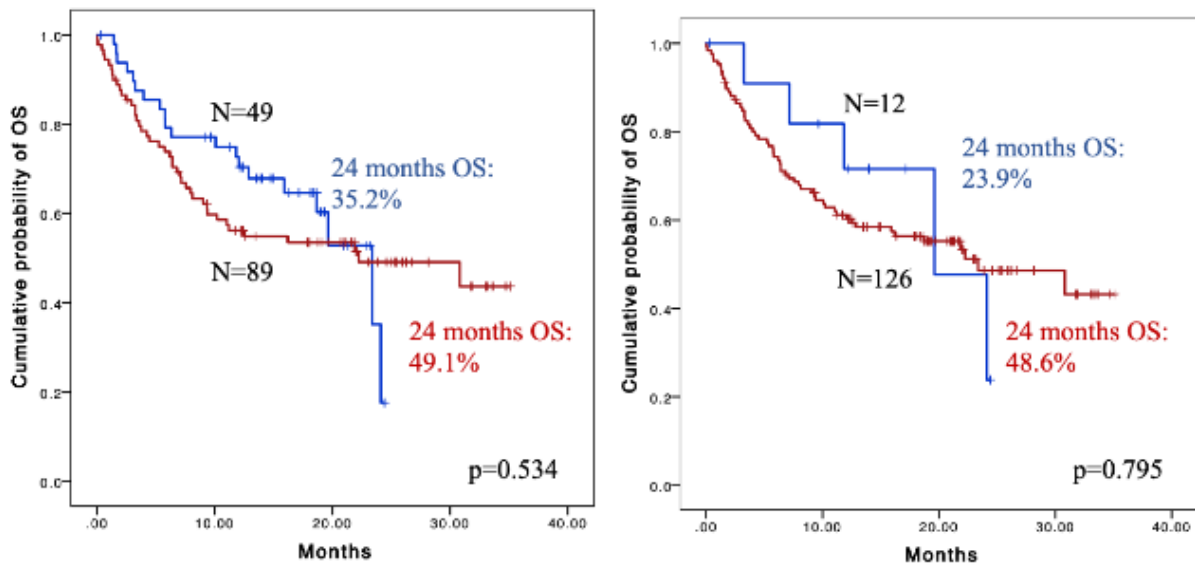 Cumulative probability of OS
1.0
0.8
0.6
0.4
0.2
0.0
N=49
24 months OS:
35.2%
N=89
24 months OS:
49.1%
p=0.534
.00
10.00
20.00
30.00
40.00
Months
Cumulative probability of OS
1.0
0.8
0.6
0.4
0.2
0.0
N=12
24 months OS:
23.9%
N=126
24 months OS:
48.6%
p=0.795
.00
10.00
20.00
30.00
40.00
Months